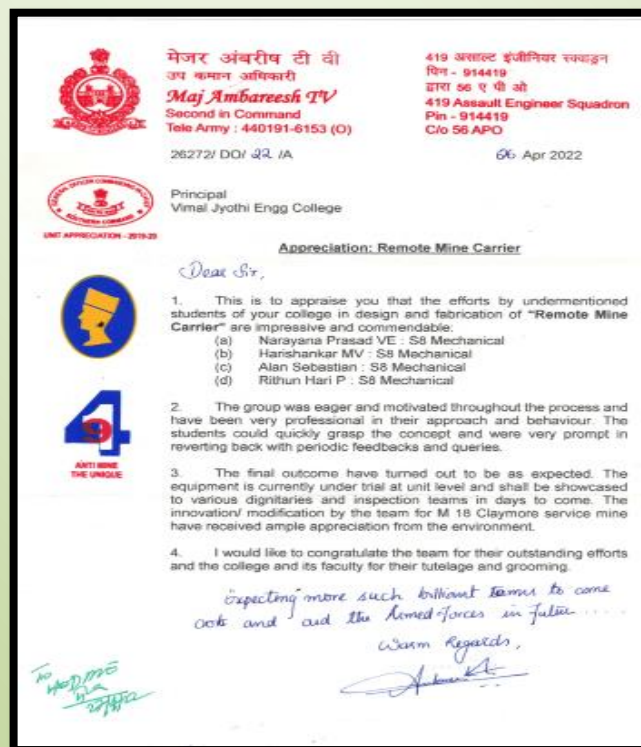 मेजर अंबरीष टी वी
उप कमान अधिकारी
Maj Ambareesh TV
Second in Command
Tele Army : 440191-6153 (O)
419 असाल्ट इंजीनियर स्क्वाड्रन
पिन - 914419
द्वारा 56 ए पी ओ
419 Assault Engineer Squadron
Pin - 914419
C/o 56 APO
26272/ DO/ 22 /A
06 Apr 2022
UNIT APPRECIATION - 2019-20
Principal
Vimal Jyothi Engg College
Appreciation: Remote Mine Carrier
Dear Sir,
1. This is to appraise you that the efforts by undermentioned
students of your college in design and fabrication of "Remote Mine
Carrier" are impressive and commendable:
(a) Narayana Prasad VE : S8 Mechanical
(b) Harishankar MV : S8 Mechanical
(c) Alan Sebastian : S8 Mechanical
(d) Rithun Hari P : S8 Mechanical
419
ANTI MINE
THE UNIQUE
2. The group was eager and motivated throughout the process and
have been very professional in their approach and behaviour. The
students could quickly grasp the concept and were very prompt in
reverting back with periodic feedbacks and queries.
3. The final outcome have turned out to be as expected. The
equipment is currently under trial at unit level and shall be showcased
to various dignitaries and inspection teams in days to come. The
innovation/ modification by the team for M 18 Claymore service mine
have received ample appreciation from the environment.
4. I would like to congratulate the team for their outstanding efforts
and the college and its faculty for their tutelage and grooming.
Expecting more such brilliant teams to come
out and aid the Armed Forces in future .....
Warm Regards,
To
HOD ME